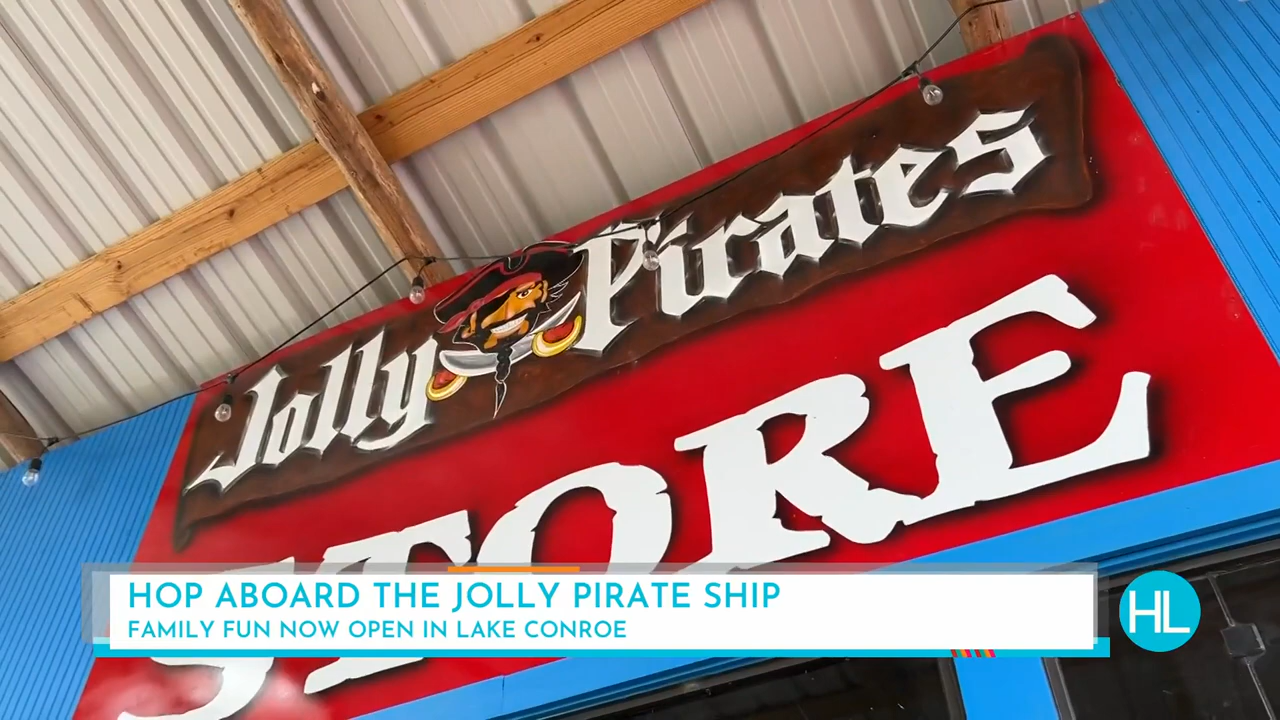 Jolly Pirates
STORE
HOP ABOARD THE JOLLY PIRATE SHIP
FAMILY FUN NOW OPEN IN LAKE CONROE
HL